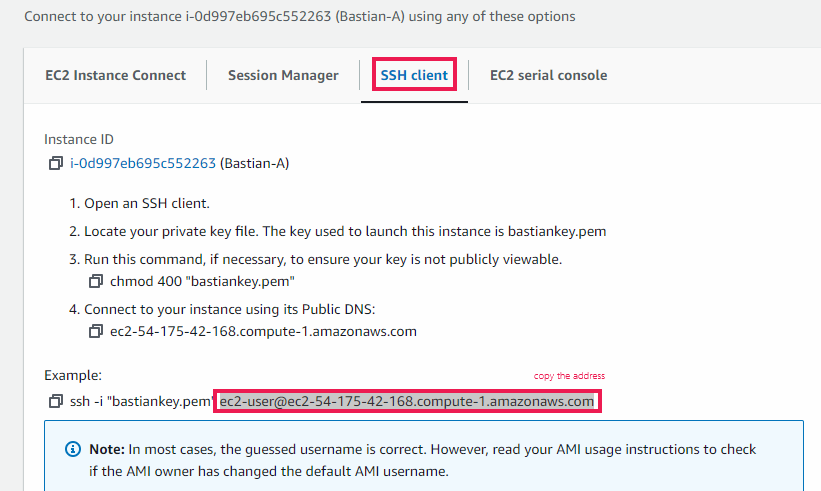 Connect to your instance i-0d997eb695c552263 (Bastian-A) using any of these options
EC2 Instance Connect
Session Manager
SSH client
EC2 serial console
Instance ID
i-0d997eb695c552263 (Bastian-A)
1. Open an SSH client.
2. Locate your private key file. The key used to launch this instance is bastiankey.pem
3. Run this command, if necessary, to ensure your key is not publicly viewable.
chmod 400 "bastiankey.pem"
4. Connect to your instance using its Public DNS:
ec2-54-175-42-168.compute-1.amazonaws.com
Example:
copy the address
ssh -i "bastiankey.pem" ec2-user@ec2-54-175-42-168.compute-1.amazonaws.com
Note: In most cases, the guessed username is correct. However, read your AMI usage instructions to check
if the AMI owner has changed the default AMI username.